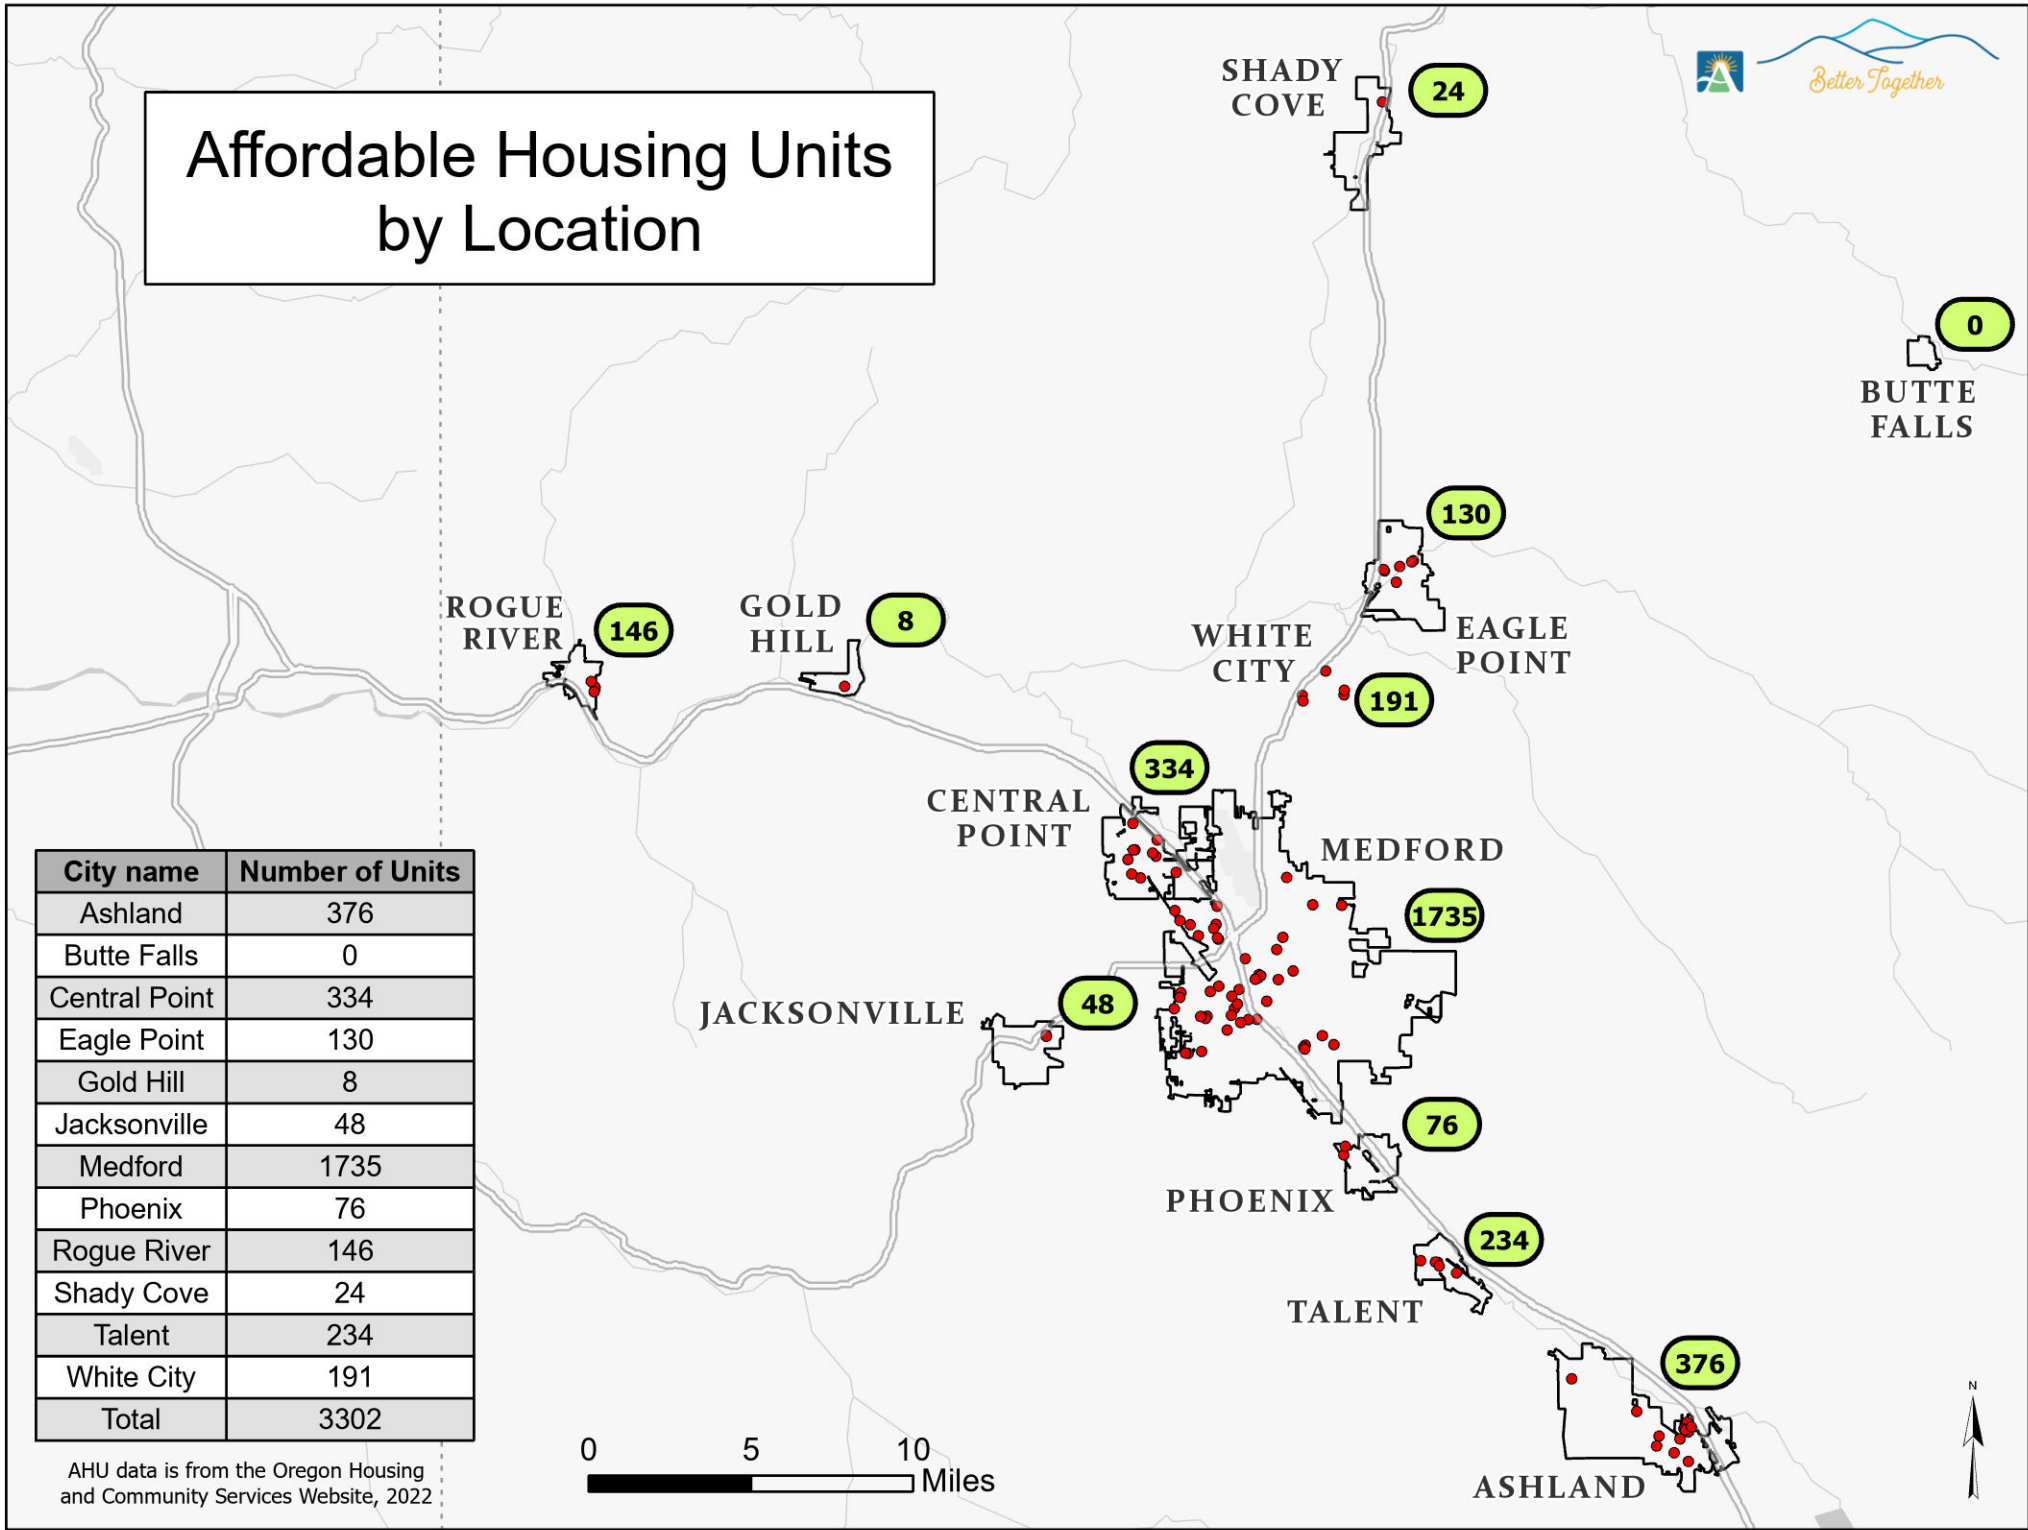 Affordable Housing Units
by Location
Better Together
SHADY
COVE
24
0
BUTTE
FALLS
130
EAGLE
POINT
ROGUE
RIVER
146
GOLD
HILL
8
WHITE
CITY
191
334
CENTRAL
POINT
MEDFORD
1735
JACKSONVILLE
48
76
PHOENIX
234
TALENT
376
ASHLAND
City name Number of Units
Ashland 376
Butte Falls 0
Central Point 334
Eagle Point 130
Gold Hill 8
Jacksonville 48
Medford 1735
Phoenix 76
Rogue River 146
Shady Cove 24
Talent 234
White City 191
Total 3302
AHU data is from the Oregon Housing
and Community Services Website, 2022
0 5 10
Miles
N